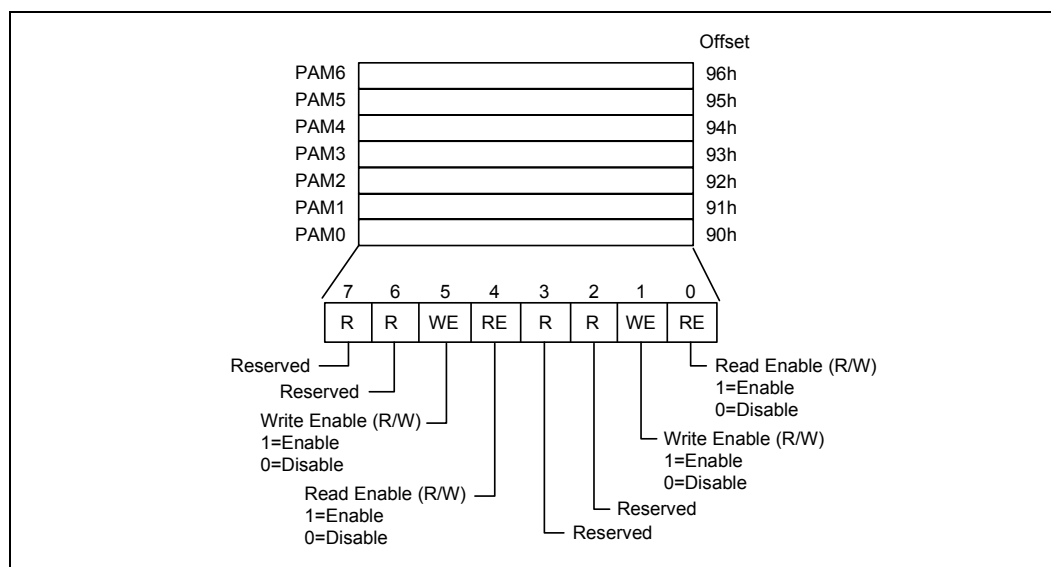 Offset
PAM6 96h
PAM5 95h
PAM4 94h
PAM3 93h
PAM2 92h
PAM1 91h
PAM0 90h
7 6 5 4 3 2 1 0
R R WE RE R R WE RE
Reserved
Reserved
Write Enable (R/W)
1=Enable
0=Disable
Read Enable (R/W)
1=Enable
0=Disable
Reserved
Reserved
Write Enable (R/W)
1=Enable
0=Disable
Read Enable (R/W)
1=Enable
0=Disable